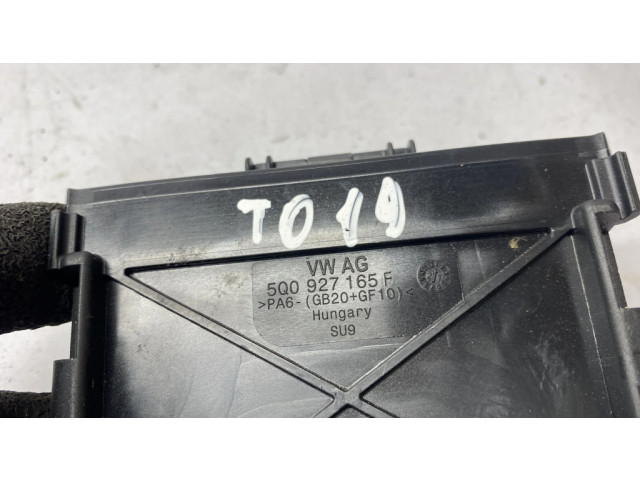 TO19
VW AG
5Q0 927 165 F
>PA6-(GB20+GF10)<
Hungary
SU9